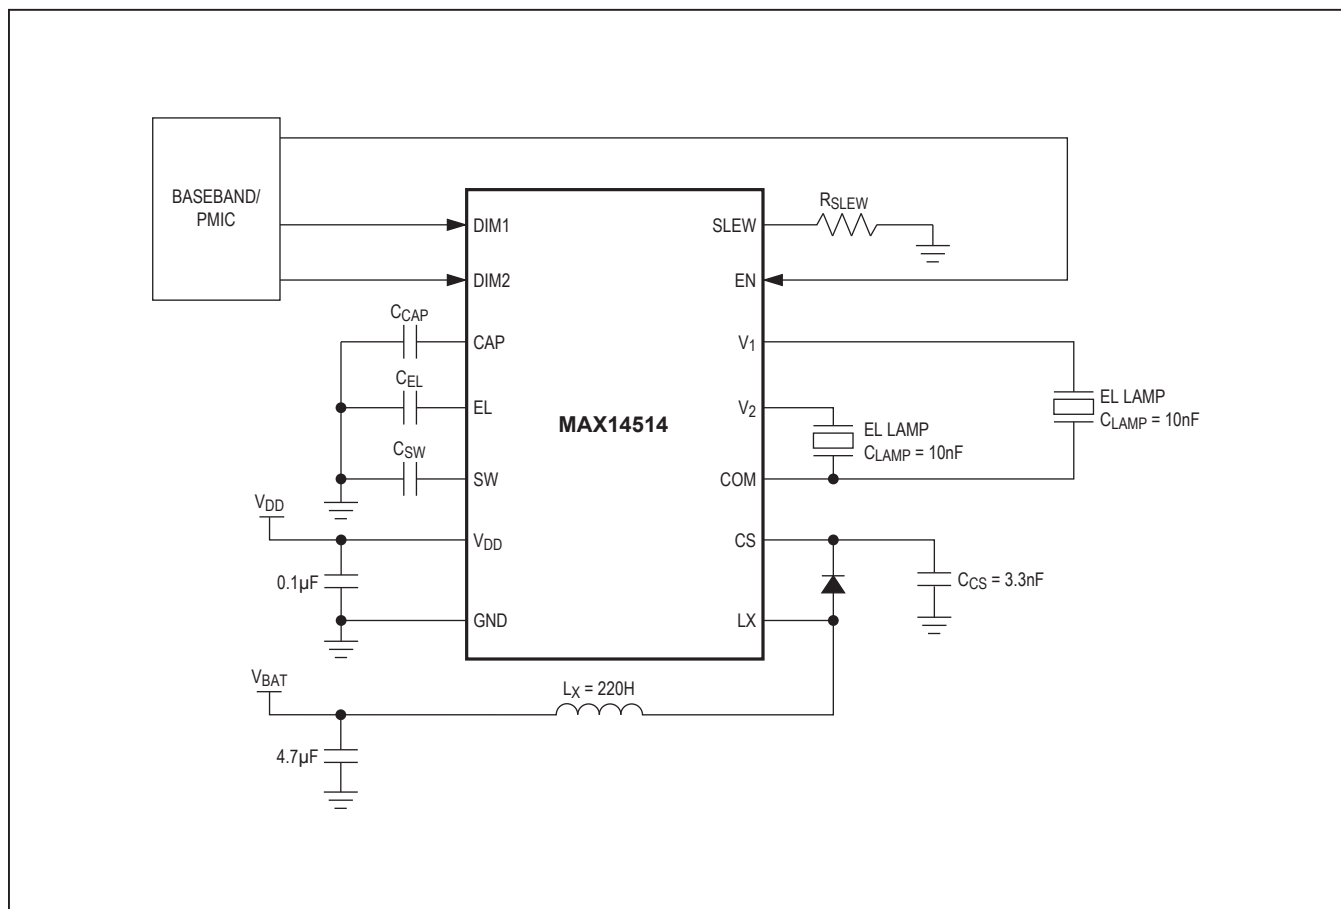 BASEBAND/
PMIC
DIM1
DIM2
CAP
EL
SW
VDD
GND
MAX14514
SLEW
EN
V1
V2
COM
CS
LX
RSLEW
CCAP
CEL
CSW
VDD
0.1µF
VBAT
4.7µF
LX = 220H
EL LAMP
CLAMP = 10nF
EL LAMP
CLAMP = 10nF
CCS = 3.3nF